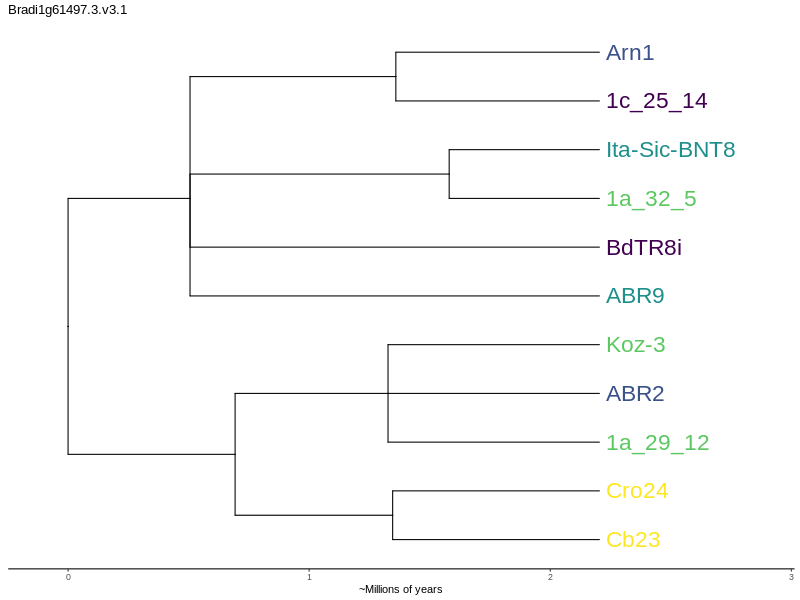 Bradi1g61497.3.v3.1
Arn1
1c_25_14
Ita-Sic-BNT8
1a_32_5
BdTR8i
ABR9
Koz-3
ABR2
1a_29_12
Cro24
Cb23
0 1 2 3
~Millions of years